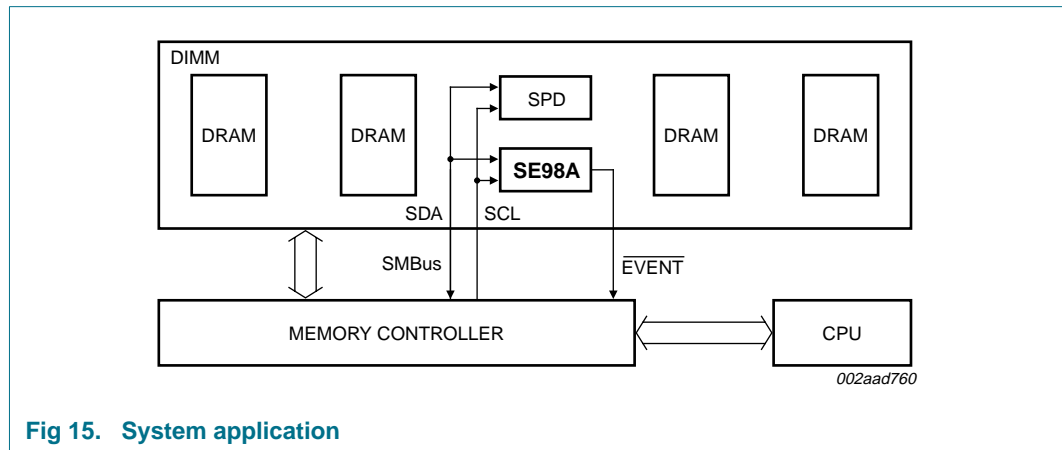 DIMM
DRAM
DRAM
SPD
SE98A
DRAM
DRAM
SDA
SCL
SMBus
EVENT
MEMORY CONTROLLER
CPU
002aad760
Fig 15. System application